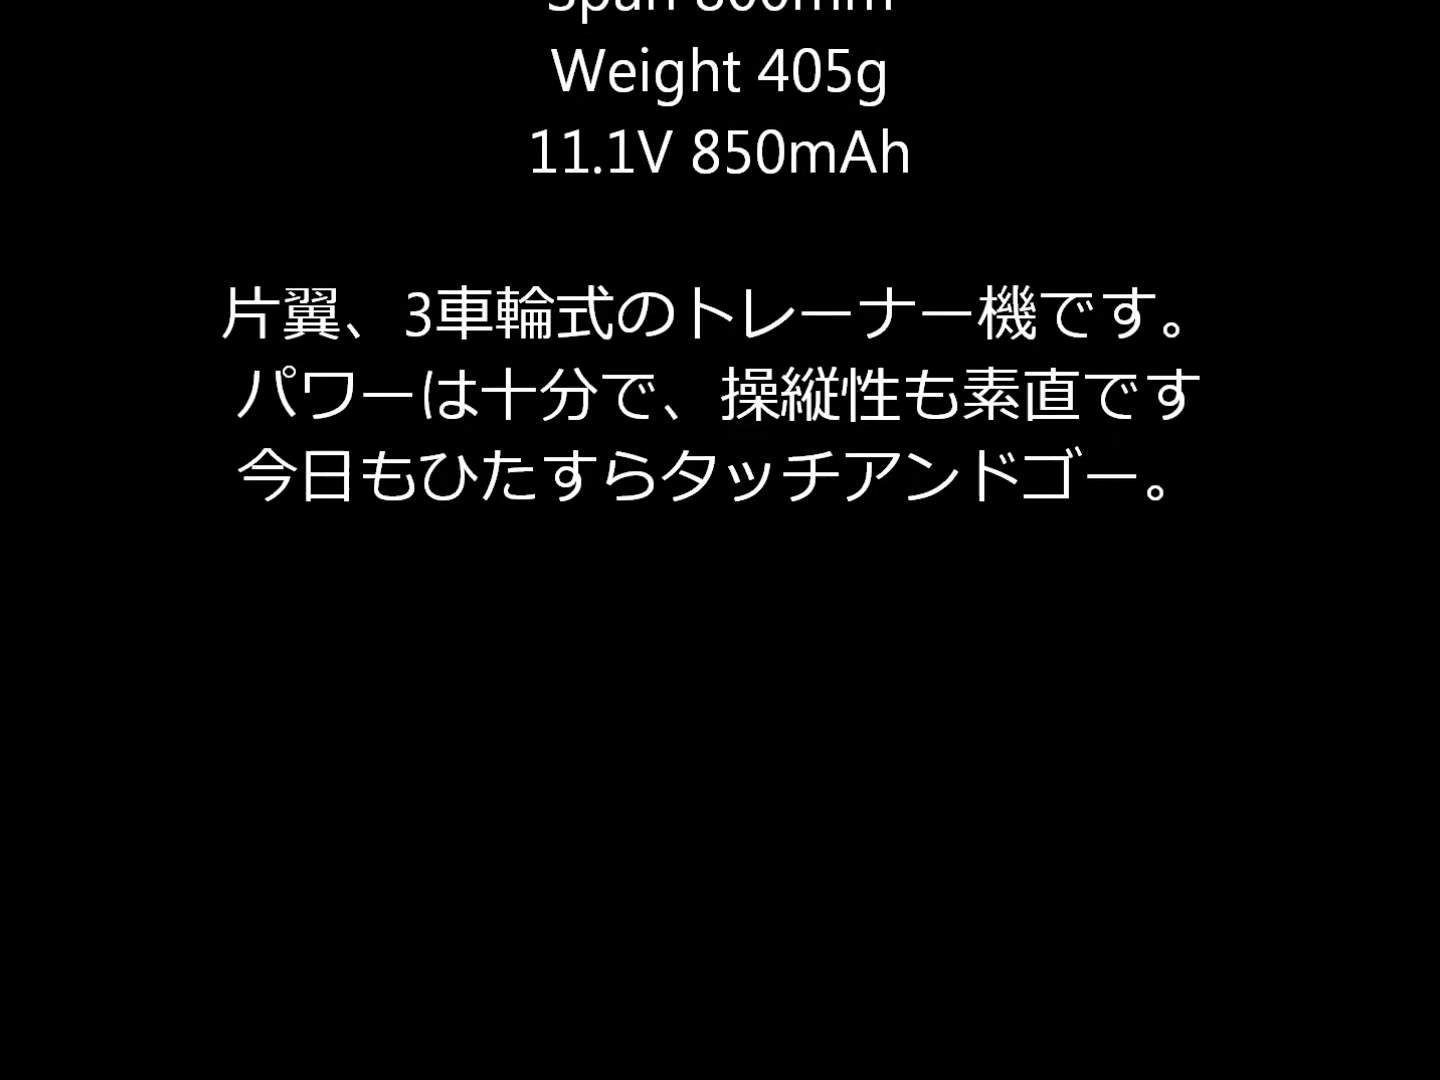 Span 800mm
Weight 405g
11.1V 850mAh
片翼、3車輪式のトレーナー機です。
パワーは十分で、操縦性も素直です
今日もひたすらタッチアンドゴー。